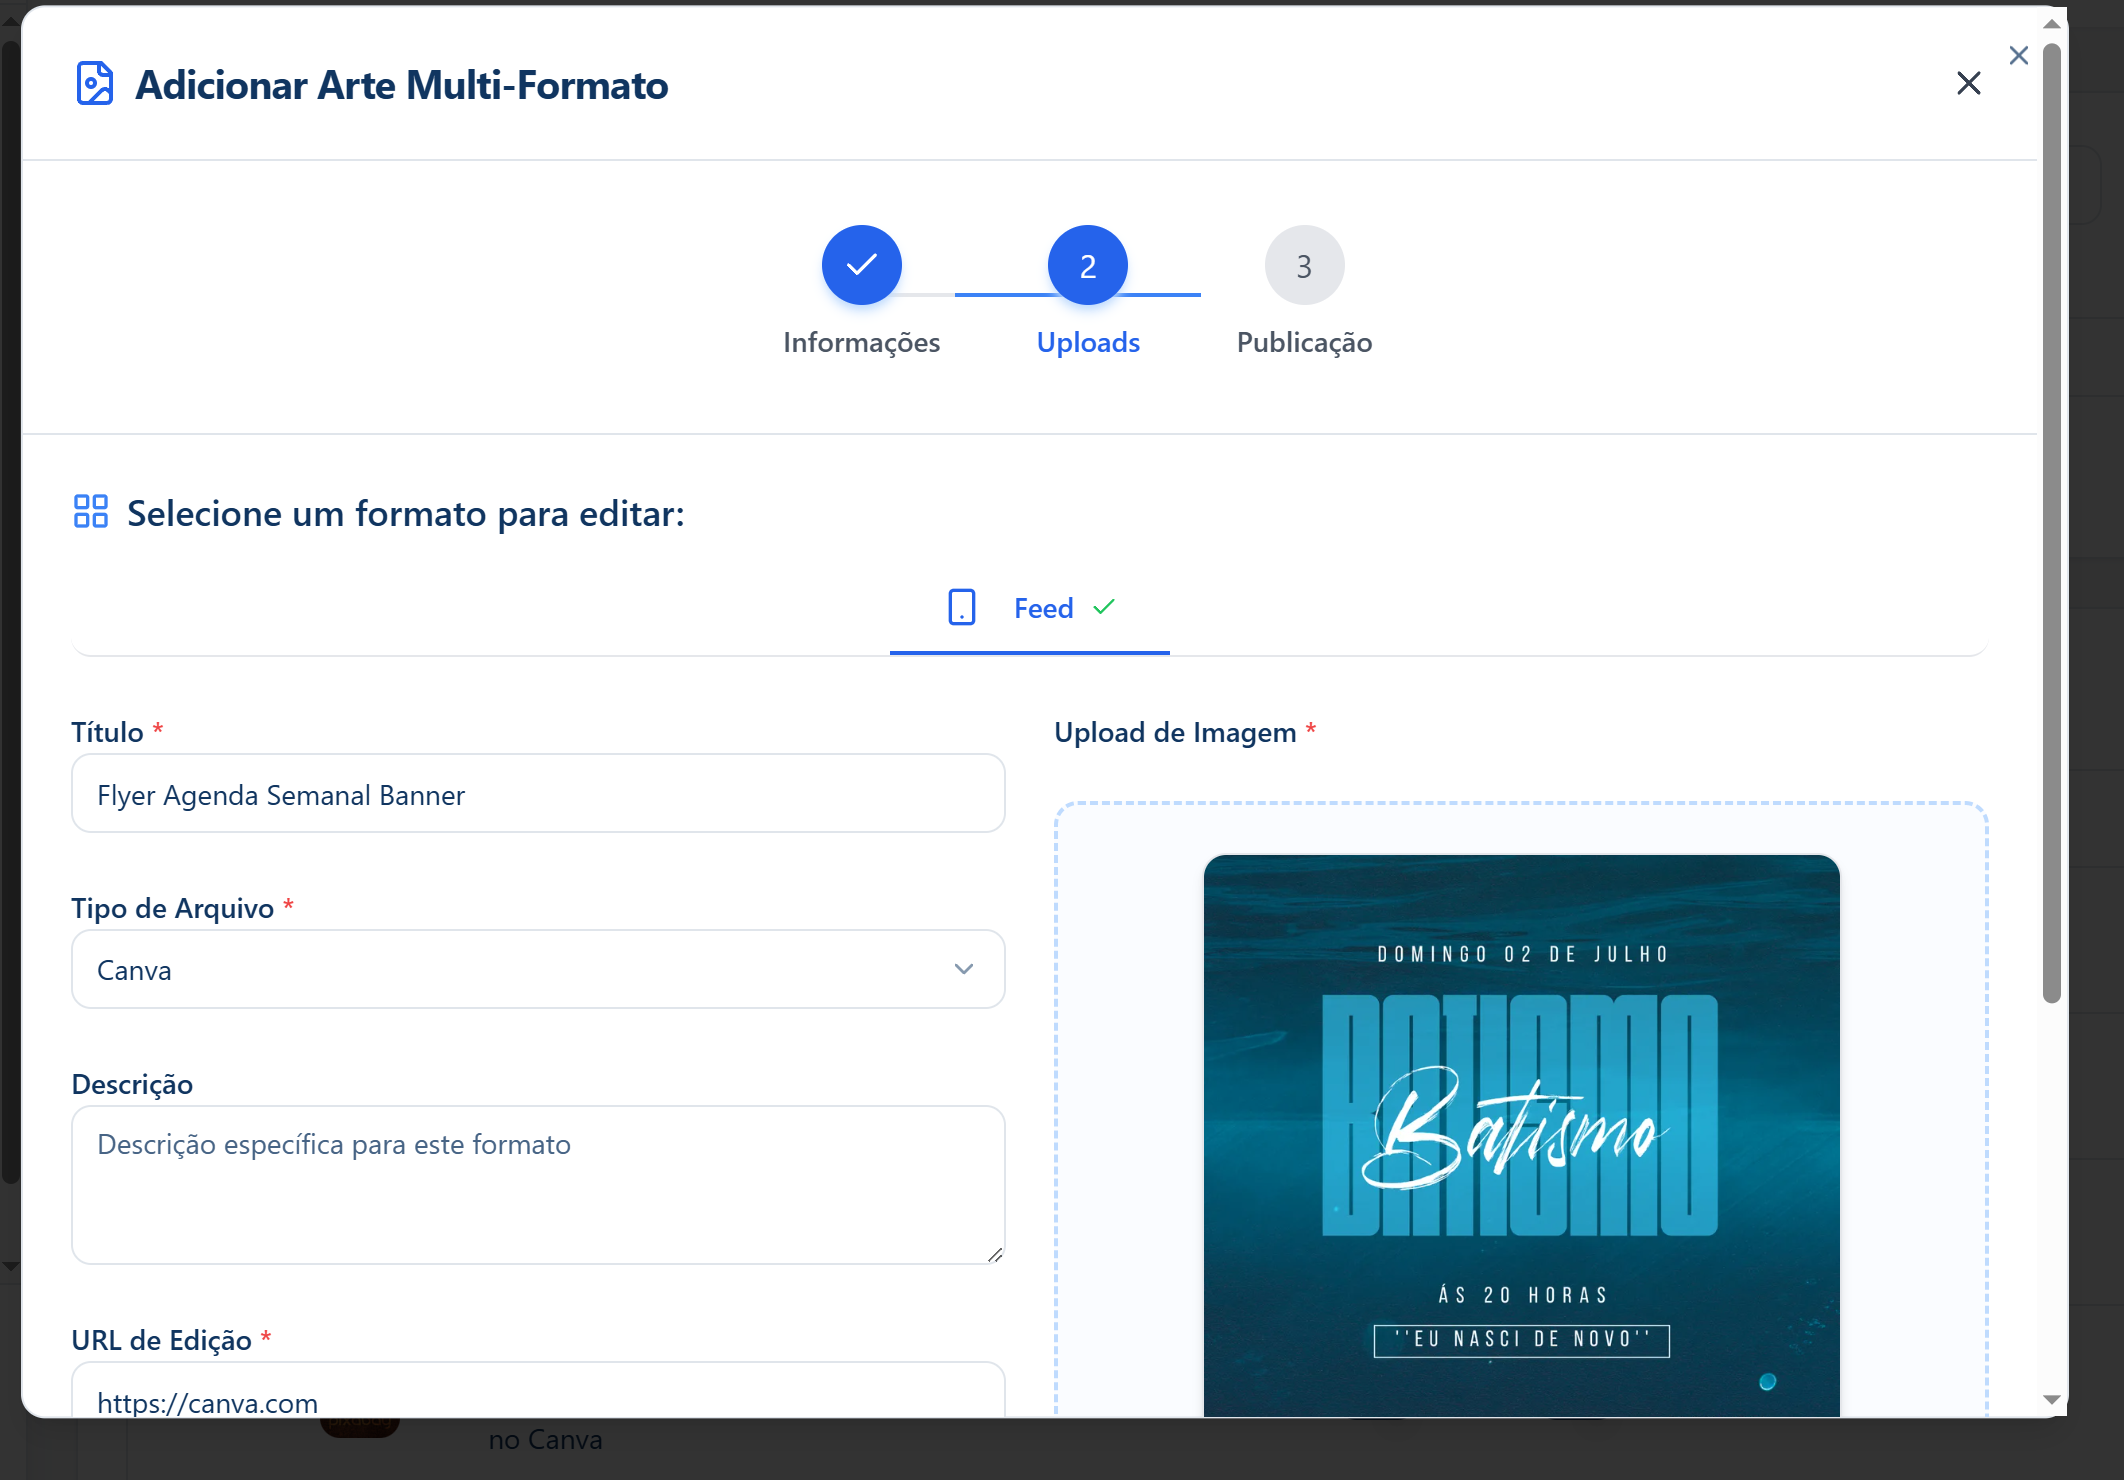 Adicionar Arte Multi-Formato
2
3
Informações
Uploads
Publicação
Selecione um formato para editar:
Feed
Título *
Flyer Agenda Semanal Banner
Tipo de Arquivo *
Canva
Descrição
Descrição específica para este formato
URL de Edição *
https://canva.com
Upload de Imagem *
DOMINGO 02 DE JULHO
BATISMO
Batismo
ÁS 20 HORAS
''EU NASCI DE NOVO''
no Canva